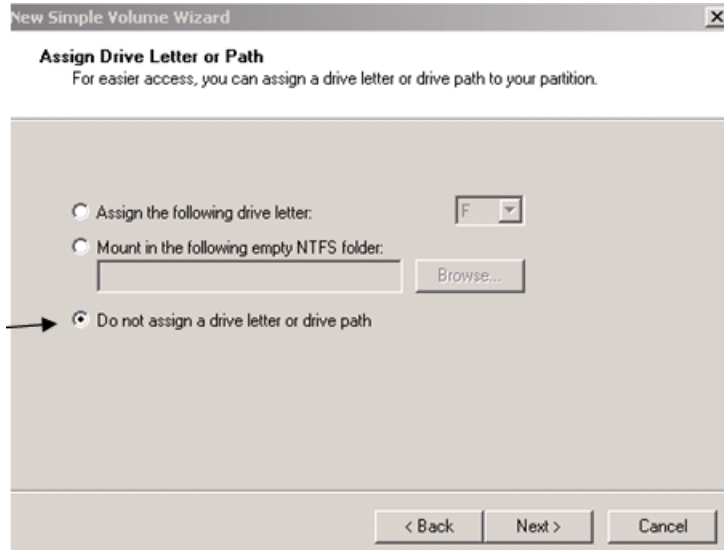 New Simple Volume Wizard
Assign Drive Letter or Path
For easier access, you can assign a drive letter or drive path to your partition.
Assign the following drive letter:
F
Mount in the following empty NTFS folder:
Browse...
Do not assign a drive letter or drive path
< Back
Next >
Cancel